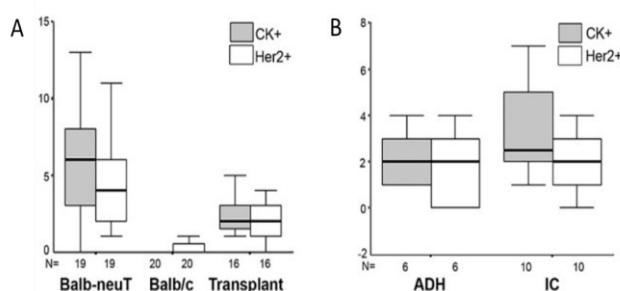 A
15
10
5
0
CK+
Her2+
N= 19 19 20 20 16 16
Balb-neuT Balb/c Transplant
B
8
6
4
2
0
-2
CK+
Her2+
N= 6 6 10 10
ADH IC